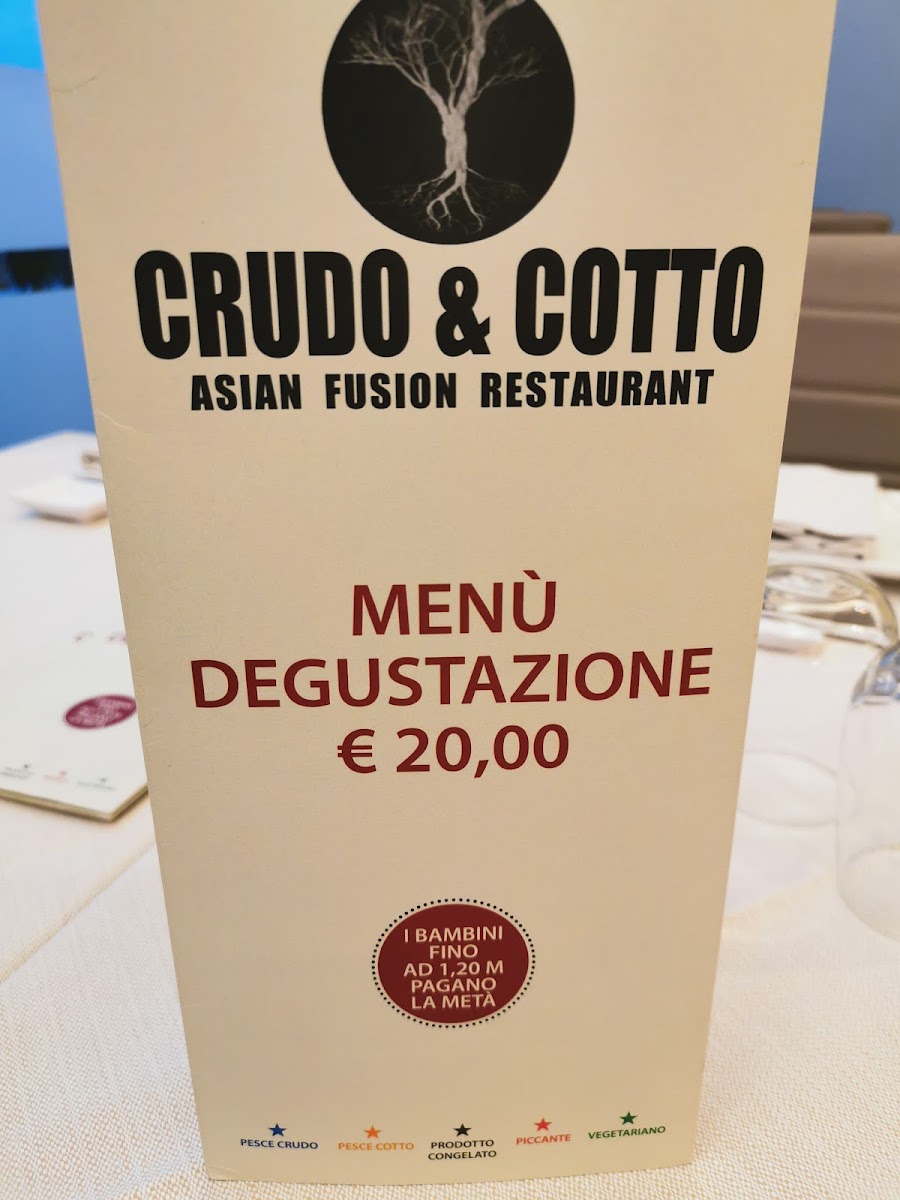 CRUDO & COTTO
ASIAN FUSION RESTAURANT
MENÙ
DEGUSTAZIONE
€ 20,00
I BAMBINI
FINO
AD 1,20 M
PAGANO
LA METÀ
PESCE CRUDO
PESCE COTTO
PRODOTTO
CONGELATO
PICCANTE
VEGETARIANO